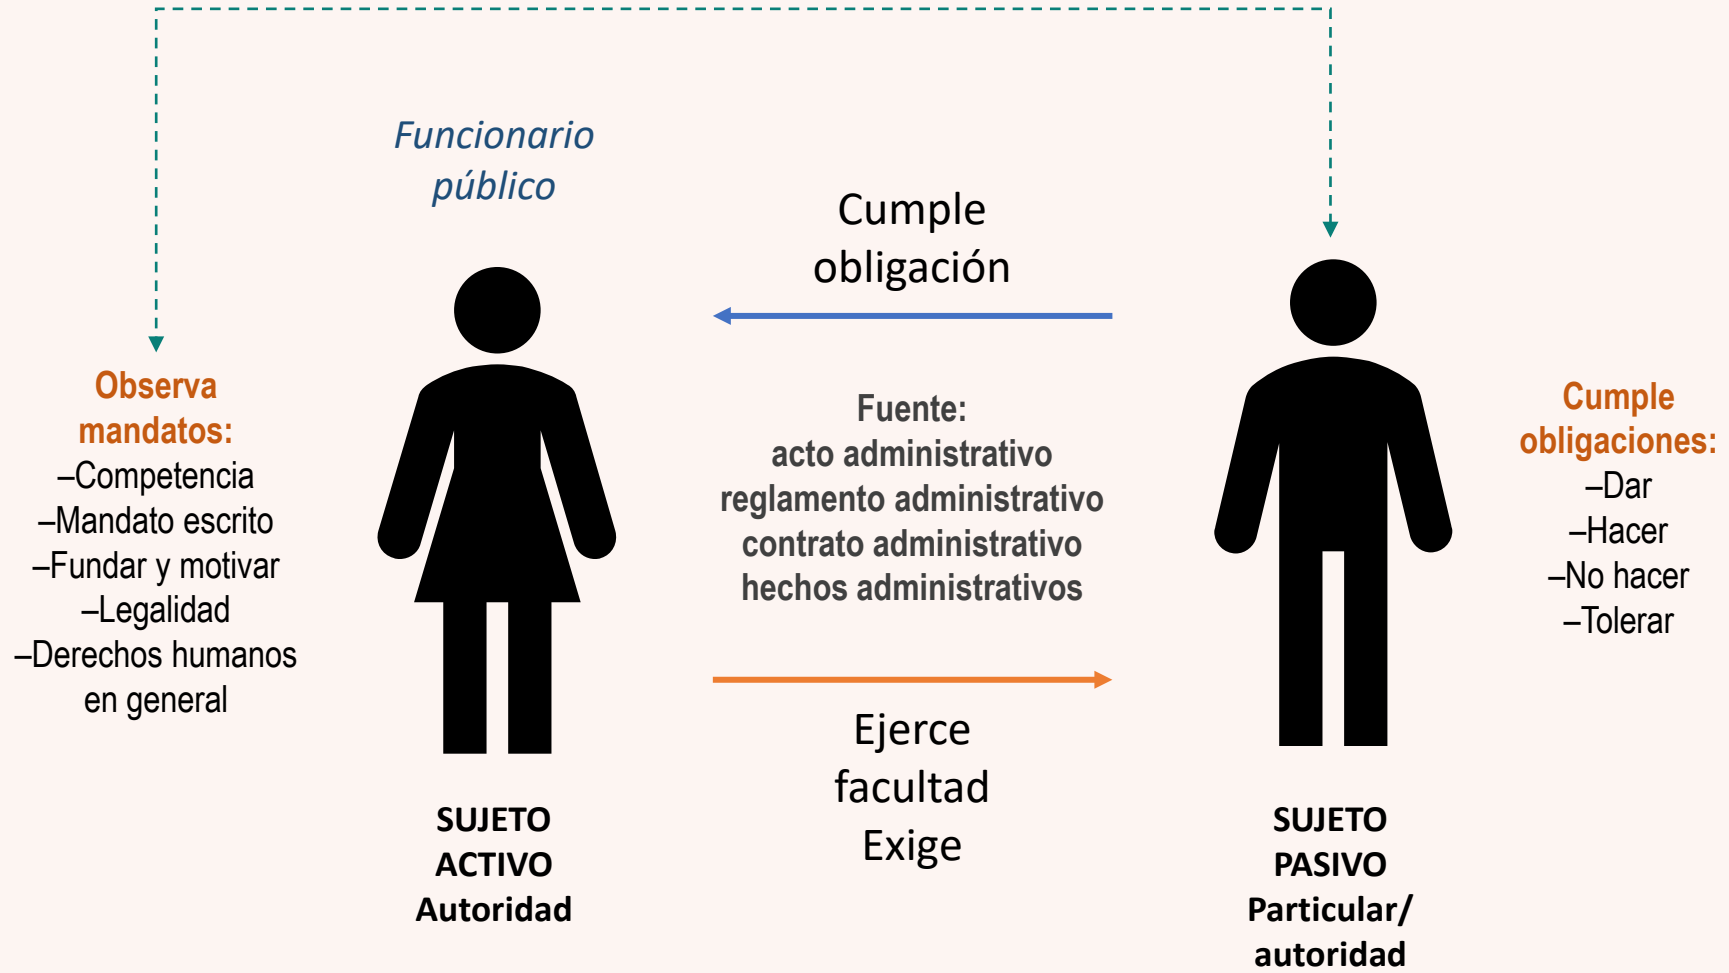 Funcionario
público
Cumple
obligación
Observa
mandatos:
–Competencia
–Mandato escrito
–Fundar y motivar
–Legalidad
–Derechos humanos
en general
Fuente:
acto administrativo
reglamento administrativo
contrato administrativo
hechos administrativos
Cumple
obligaciones:
–Dar
–Hacer
–No hacer
–Tolerar
Ejerce
facultad
Exige
SUJETO
ACTIVO
Autoridad
SUJETO
PASIVO
Particular/
autoridad